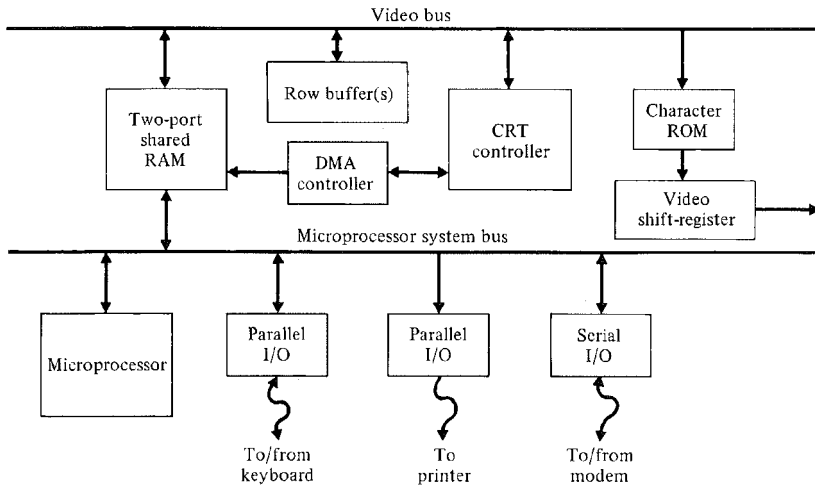 Video bus
Row buffer(s)
Two-port
shared
RAM
DMA
controller
CRT
controller
Character
ROM
Video
shift-register
Microprocessor system bus
Microprocessor
Parallel
I/O
Parallel
I/O
Serial
I/O
To/from
keyboard
To
printer
To/from
modem